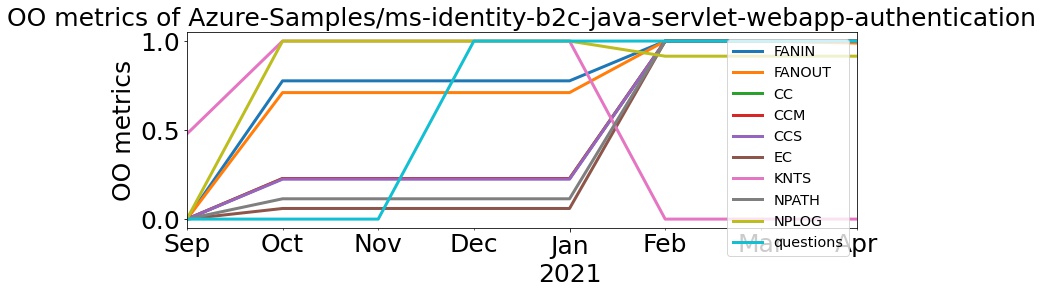 OO metrics of Azure-Samples/ms-identity-b2c-java-servlet-webapp-authentication
OO metrics
1.0
0.5
0.0
FANIN
FANOUT
CC
CCM
CCS
EC
KNTS
NPATH
NPLOG
questions
Sep Oct Nov Dec Jan Feb Mar Apr
2021